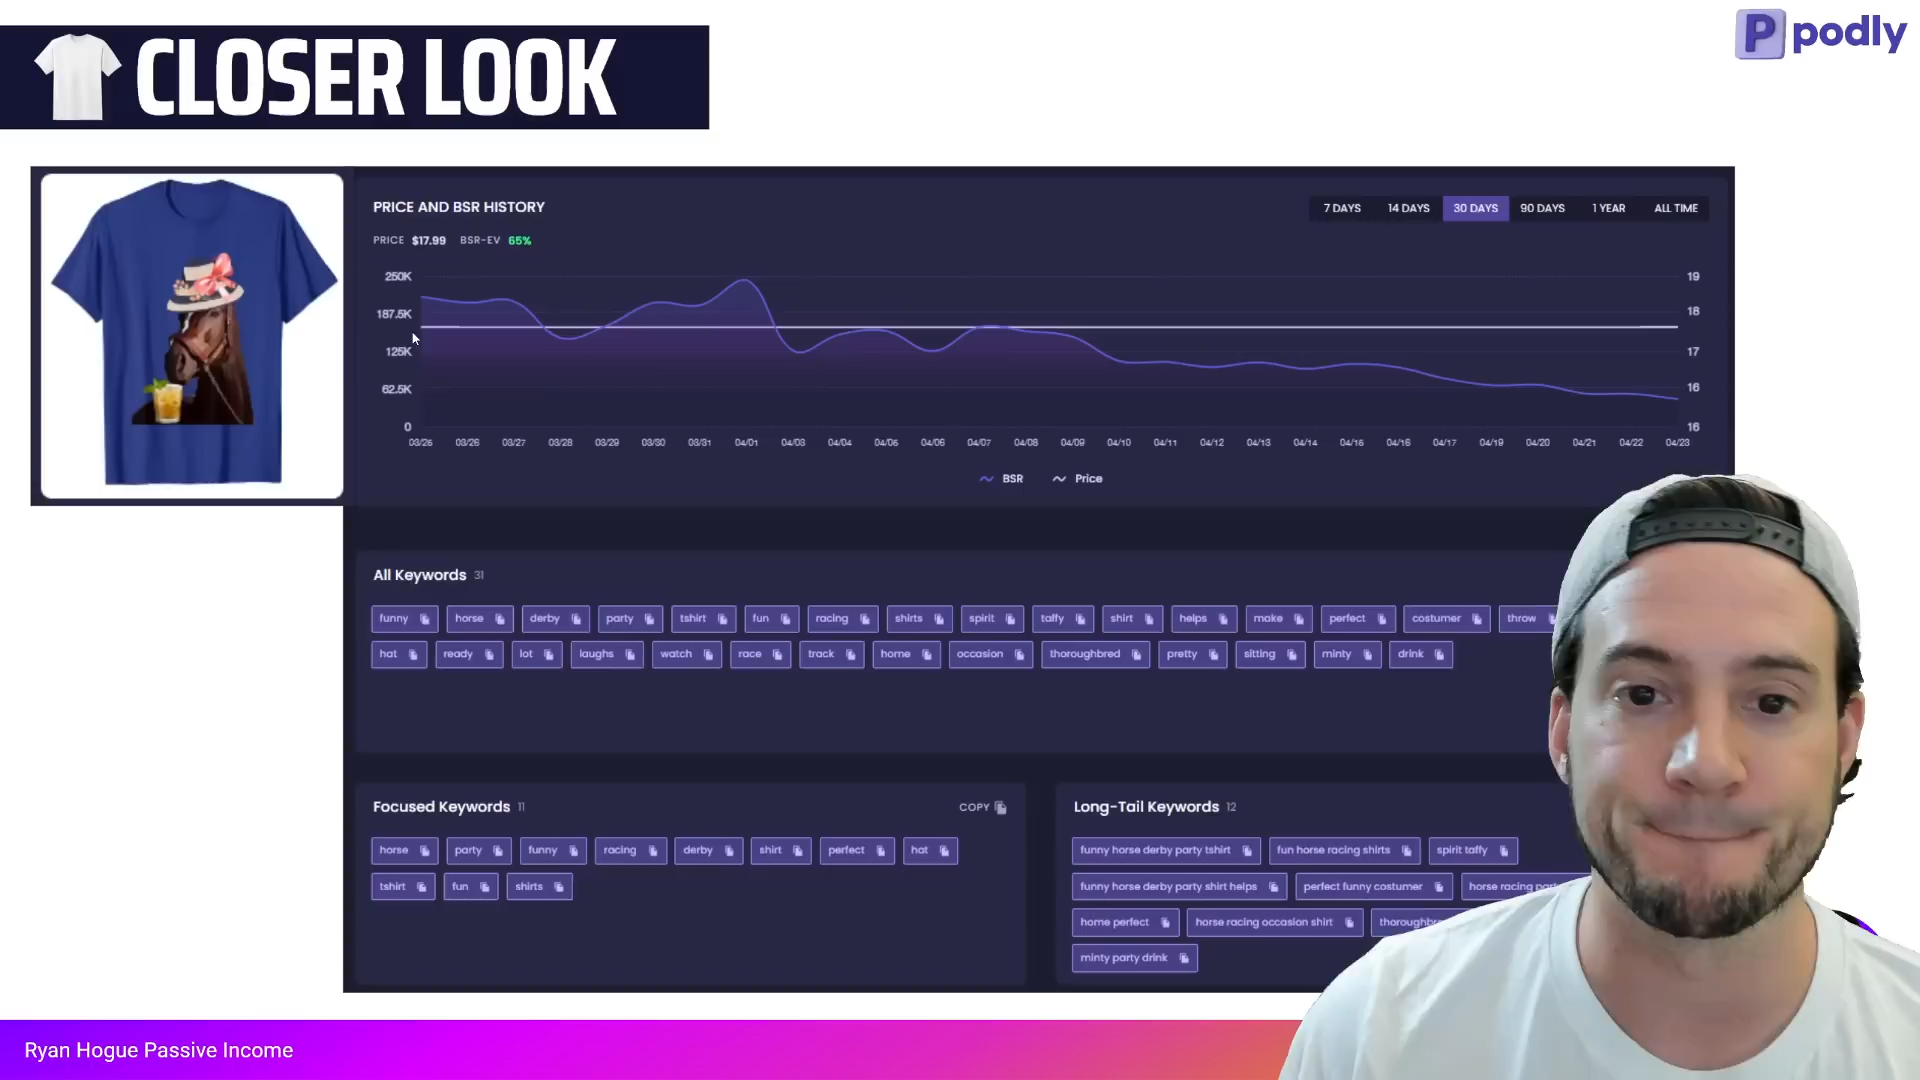 CLOSER LOOK
P podly
PRICE AND BSR HISTORY
7 DAYS 14 DAYS 30 DAYS 90 DAYS 1 YEAR ALL TIME
PRICE $17.99 BSR-EV 65%
250K 19
187.5K 18
125K 17
62.5K 16
0 16
03/25 03/26 03/27 03/28 03/29 03/30 03/31 04/01 04/03 04/04 04/05 04/06 04/07 04/08 04/09 04/10 04/11 04/12 04/13 04/14 04/15 04/16 04/17 04/19 04/20 04/21 04/22 04/23
BSR Price
All Keywords 31
funny horse derby party tshirt fun racing shirts spirit taffy shirt helps make perfect costumer throw
hat ready lot laughs watch race track home occasion thoroughbred pretty sitting minty drink
Focused Keywords 11 COPY
horse party funny racing derby shirt perfect hat
tshirt fun shirts
Long-Tail Keywords 12
funny horse derby party tshirt fun horse racing shirts spirit taffy
funny horse derby party shirt helps perfect funny costumer horse racing
home perfect horse racing occasion shirt
minty party drink
Ryan Hogue Passive Income